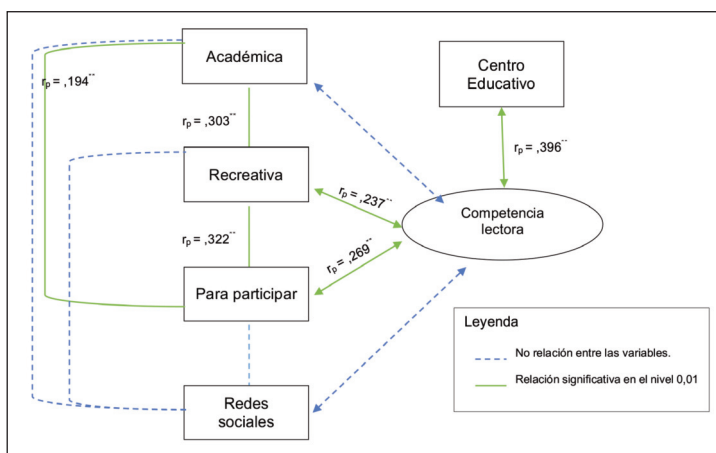 Académica
Centro
Educativo
rp = ,194**
rp = ,303**
rp = ,396**
Recreativa
rp = ,237**
Competencia
lectora
rp = ,322**
rp = ,269**
Para participar
Leyenda
No relación entre las variables.
Relación significativa en el nivel 0,01
Redes
sociales